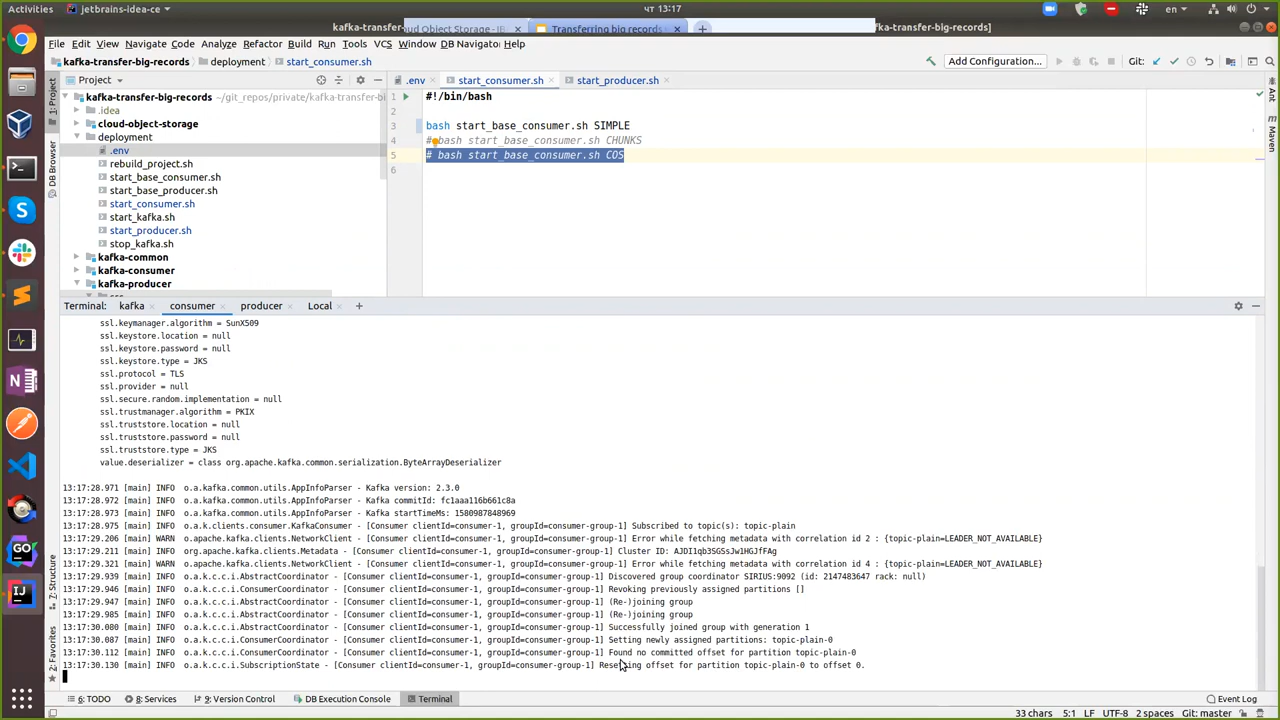 Activities
jetbrains-idea-ce
чт 13:17
en
kafka-transfer
oud Object Storage - IB
Transferring big records
kafka-transfer-big-records]
File Edit View Navigate Code Analyze Refactor Build Run Tools VCS Window DB Navigator Help
kafka-transfer-big-records
deployment
start_consumer.sh
Add Configuration...
Git:
Project
.env
start_consumer.sh
start_producer.sh
1: Project
DB Browser
7: Structure
2: Favorites
Ant
Maven
kafka-transfer-big-records ~/git_repos/private/kafka-transfer-bi
.idea
cloud-object-storage
deployment
.env
rebuild_project.sh
start_base_consumer.sh
start_base_producer.sh
start_consumer.sh
start_kafka.sh
start_producer.sh
stop_kafka.sh
kafka-common
kafka-consumer
kafka-producer
1 #!/bin/bash
2
3 bash start_base_consumer.sh SIMPLE
4 # bash start_base_consumer.sh CHUNKS
5 # bash start_base_consumer.sh COS
6
Terminal: kafka consumer producer Local
ssl.keymanager.algorithm = SunX509
ssl.keystore.location = null
ssl.keystore.password = null
ssl.keystore.type = JKS
ssl.protocol = TLS
ssl.provider = null
ssl.secure.random.implementation = null
ssl.trustmanager.algorithm = PKIX
ssl.truststore.location = null
ssl.truststore.password = null
ssl.truststore.type = JKS
value.deserializer = class org.apache.kafka.common.serialization.ByteArrayDeserializer
13:17:28.971 [main] INFO o.a.kafka.common.utils.AppInfoParser - Kafka version: 2.3.0
13:17:28.972 [main] INFO o.a.kafka.common.utils.AppInfoParser - Kafka commitId: fc1aaa116b661c8a
13:17:28.973 [main] INFO o.a.kafka.common.utils.AppInfoParser - Kafka startTimeMs: 1580987848969
13:17:28.975 [main] INFO o.a.k.clients.consumer.KafkaConsumer - [Consumer clientId=consumer-1, groupId=consumer-group-1] Subscribed to topic(s): topic-plain
13:17:29.206 [main] WARN o.apache.kafka.clients.NetworkClient - [Consumer clientId=consumer-1, groupId=consumer-group-1] Error while fetching metadata with correlation id 2 : {topic-plain=LEADER_NOT_AVAILABLE}
13:17:29.211 [main] INFO org.apache.kafka.clients.Metadata - [Consumer clientId=consumer-1, groupId=consumer-group-1] Cluster ID: AJDI1qb3SGSsJw1HGJfFAg
13:17:29.321 [main] WARN o.apache.kafka.clients.NetworkClient - [Consumer clientId=consumer-1, groupId=consumer-group-1] Error while fetching metadata with correlation id 4 : {topic-plain=LEADER_NOT_AVAILABLE}
13:17:29.939 [main] INFO o.a.k.c.c.i.AbstractCoordinator - [Consumer clientId=consumer-1, groupId=consumer-group-1] Discovered group coordinator SIRIUS:9092 (id: 2147483647 rack: null)
13:17:29.946 [main] INFO o.a.k.c.c.i.ConsumerCoordinator - [Consumer clientId=consumer-1, groupId=consumer-group-1] Revoking previously assigned partitions []
13:17:29.947 [main] INFO o.a.k.c.c.i.AbstractCoordinator - [Consumer clientId=consumer-1, groupId=consumer-group-1] (Re-)joining group
13:17:29.985 [main] INFO o.a.k.c.c.i.AbstractCoordinator - [Consumer clientId=consumer-1, groupId=consumer-group-1] (Re-)joining group
13:17:30.080 [main] INFO o.a.k.c.c.i.AbstractCoordinator - [Consumer clientId=consumer-1, groupId=consumer-group-1] Successfully joined group with generation 1
13:17:30.087 [main] INFO o.a.k.c.c.i.ConsumerCoordinator - [Consumer clientId=consumer-1, groupId=consumer-group-1] Setting newly assigned partitions: topic-plain-0
13:17:30.112 [main] INFO o.a.k.c.c.i.ConsumerCoordinator - [Consumer clientId=consumer-1, groupId=consumer-group-1] Found no committed offset for partition topic-plain-0
13:17:30.130 [main] INFO o.a.k.c.c.i.SubscriptionState - [Consumer clientId=consumer-1, groupId=consumer-group-1] Resetting offset for partition topic-plain-0 to offset 0.
6: TODO
8: Services
9: Version Control
DB Execution Console
Terminal
Event Log
33 chars 5:1 LF UTF-8 2 spaces Git: master